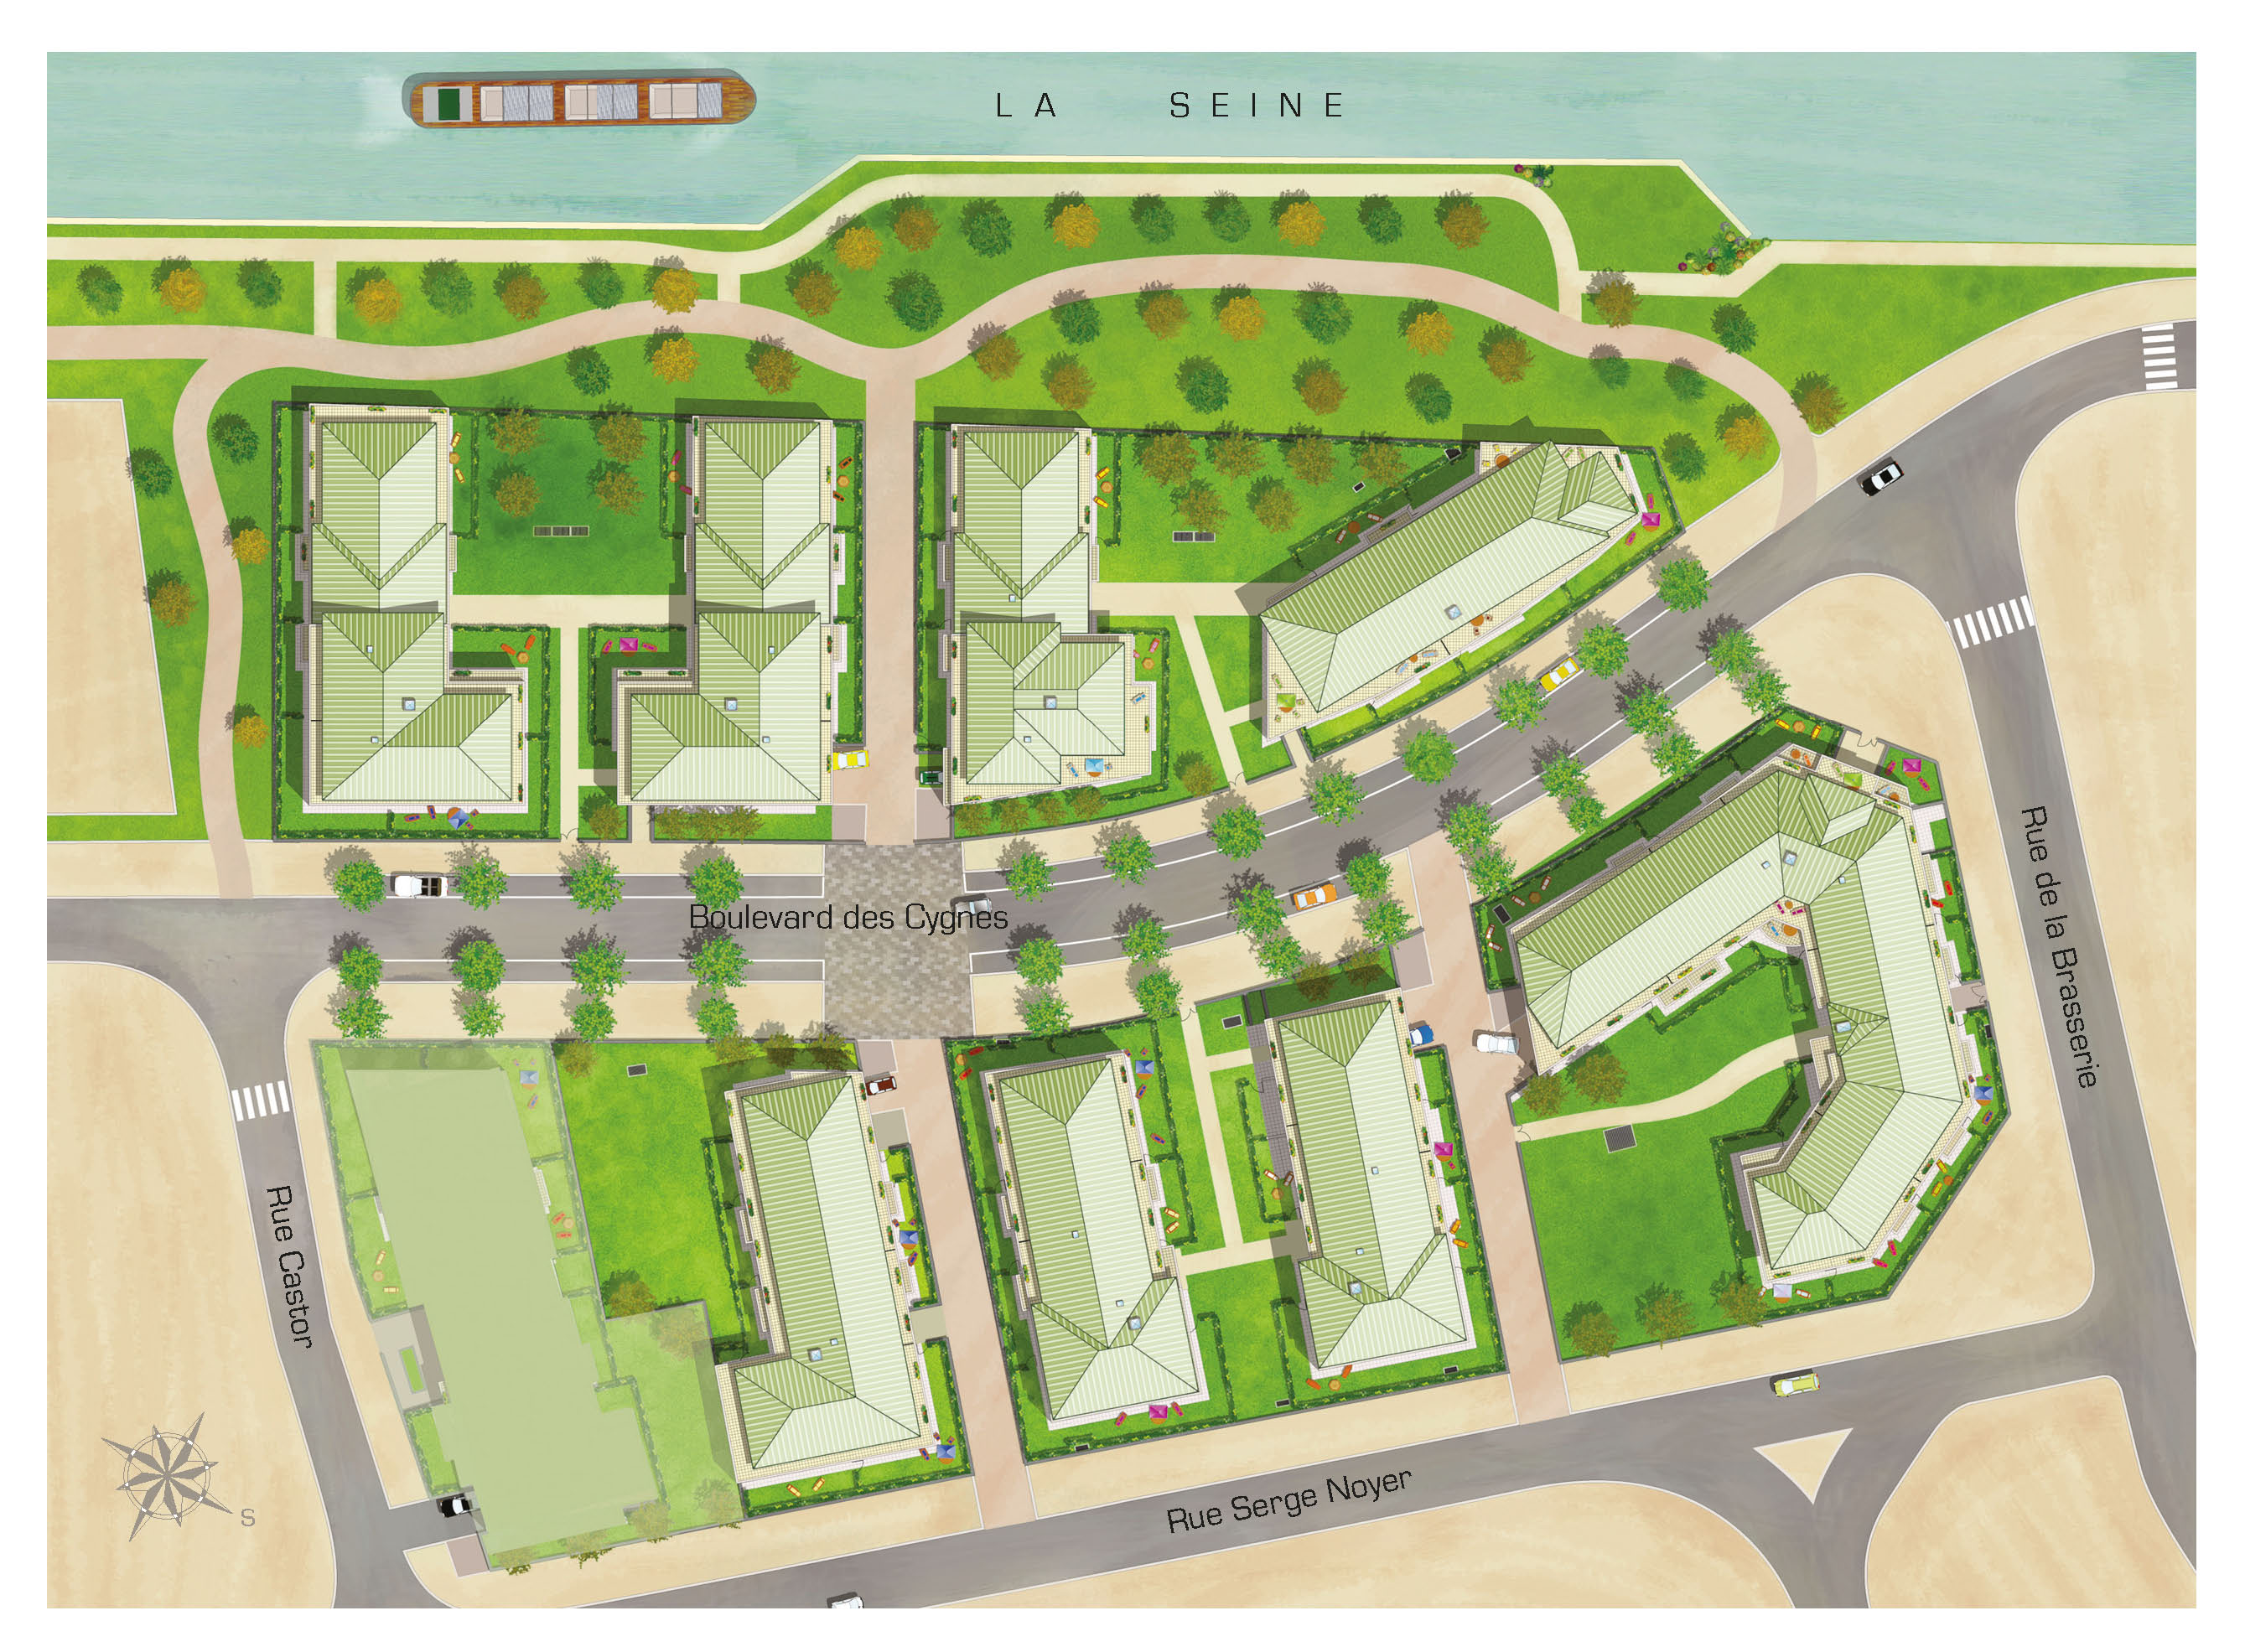 LA SEINE
Boulevard des Cygnes
Rue de la Brasserie
Rue Castor
Rue Serge Noyer
S